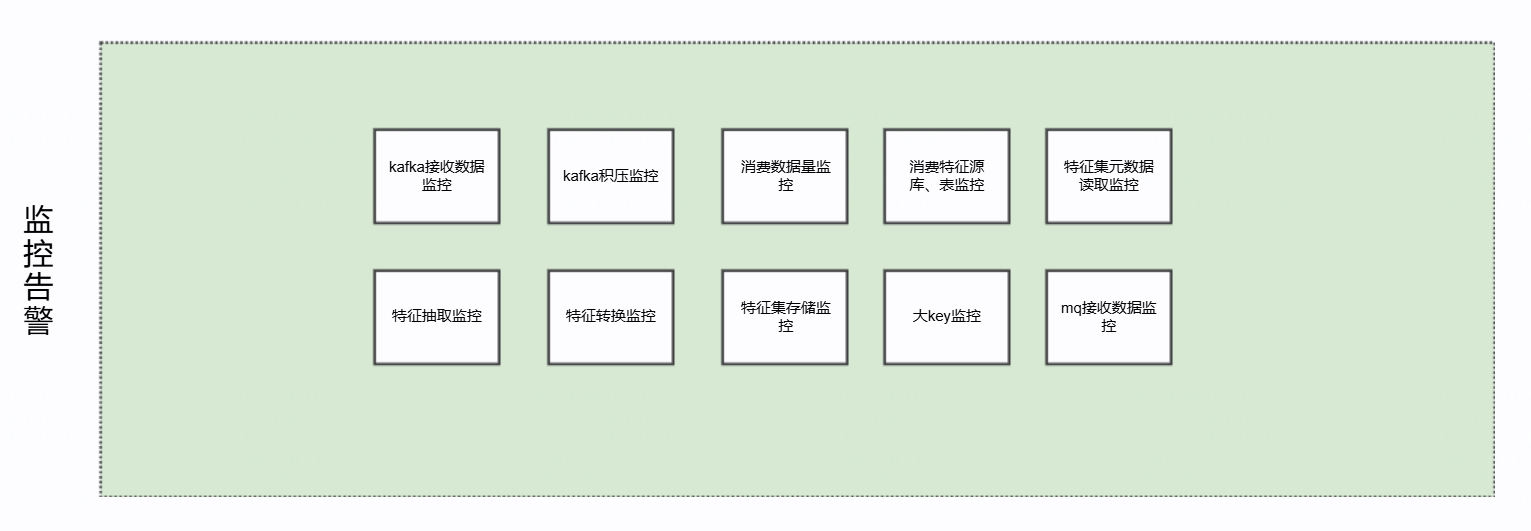 监控告警
kafka接收数据
监控
kafka积压监控
消费数据量监
控
消费特征源
库、表监控
特征集元数据
读取监控
特征抽取监控
特征转换监控
特征集存储监
控
大key监控
mq接收数据监
控